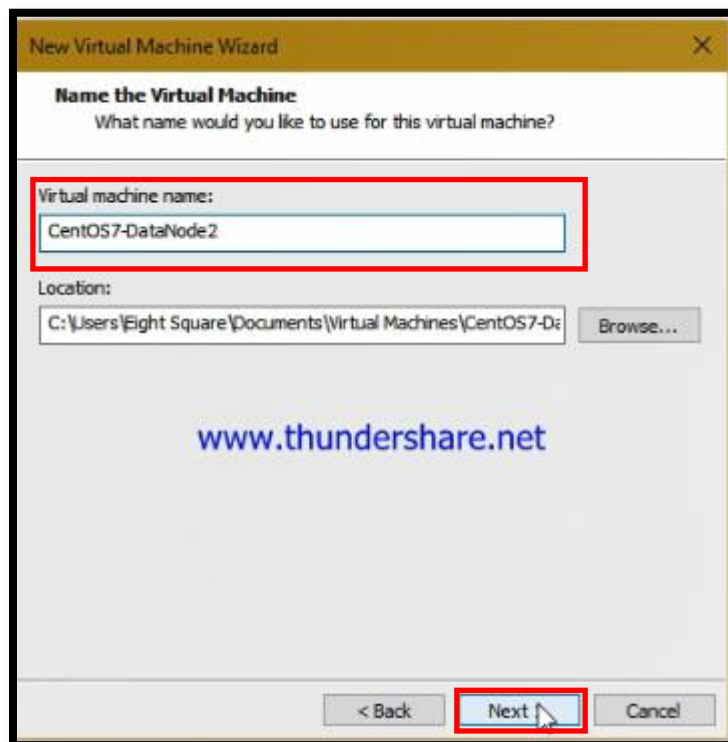 New Virtual Machine Wizard
Name the Virtual Machine
What name would you like to use for this virtual machine?
Virtual machine name:
CentOS7-DataNode2
Location:
C:\Users\Eight Square\Documents\Virtual Machines\CentOS7-Da
Browse...
www.thundershare.net
< Back
Next >
Cancel